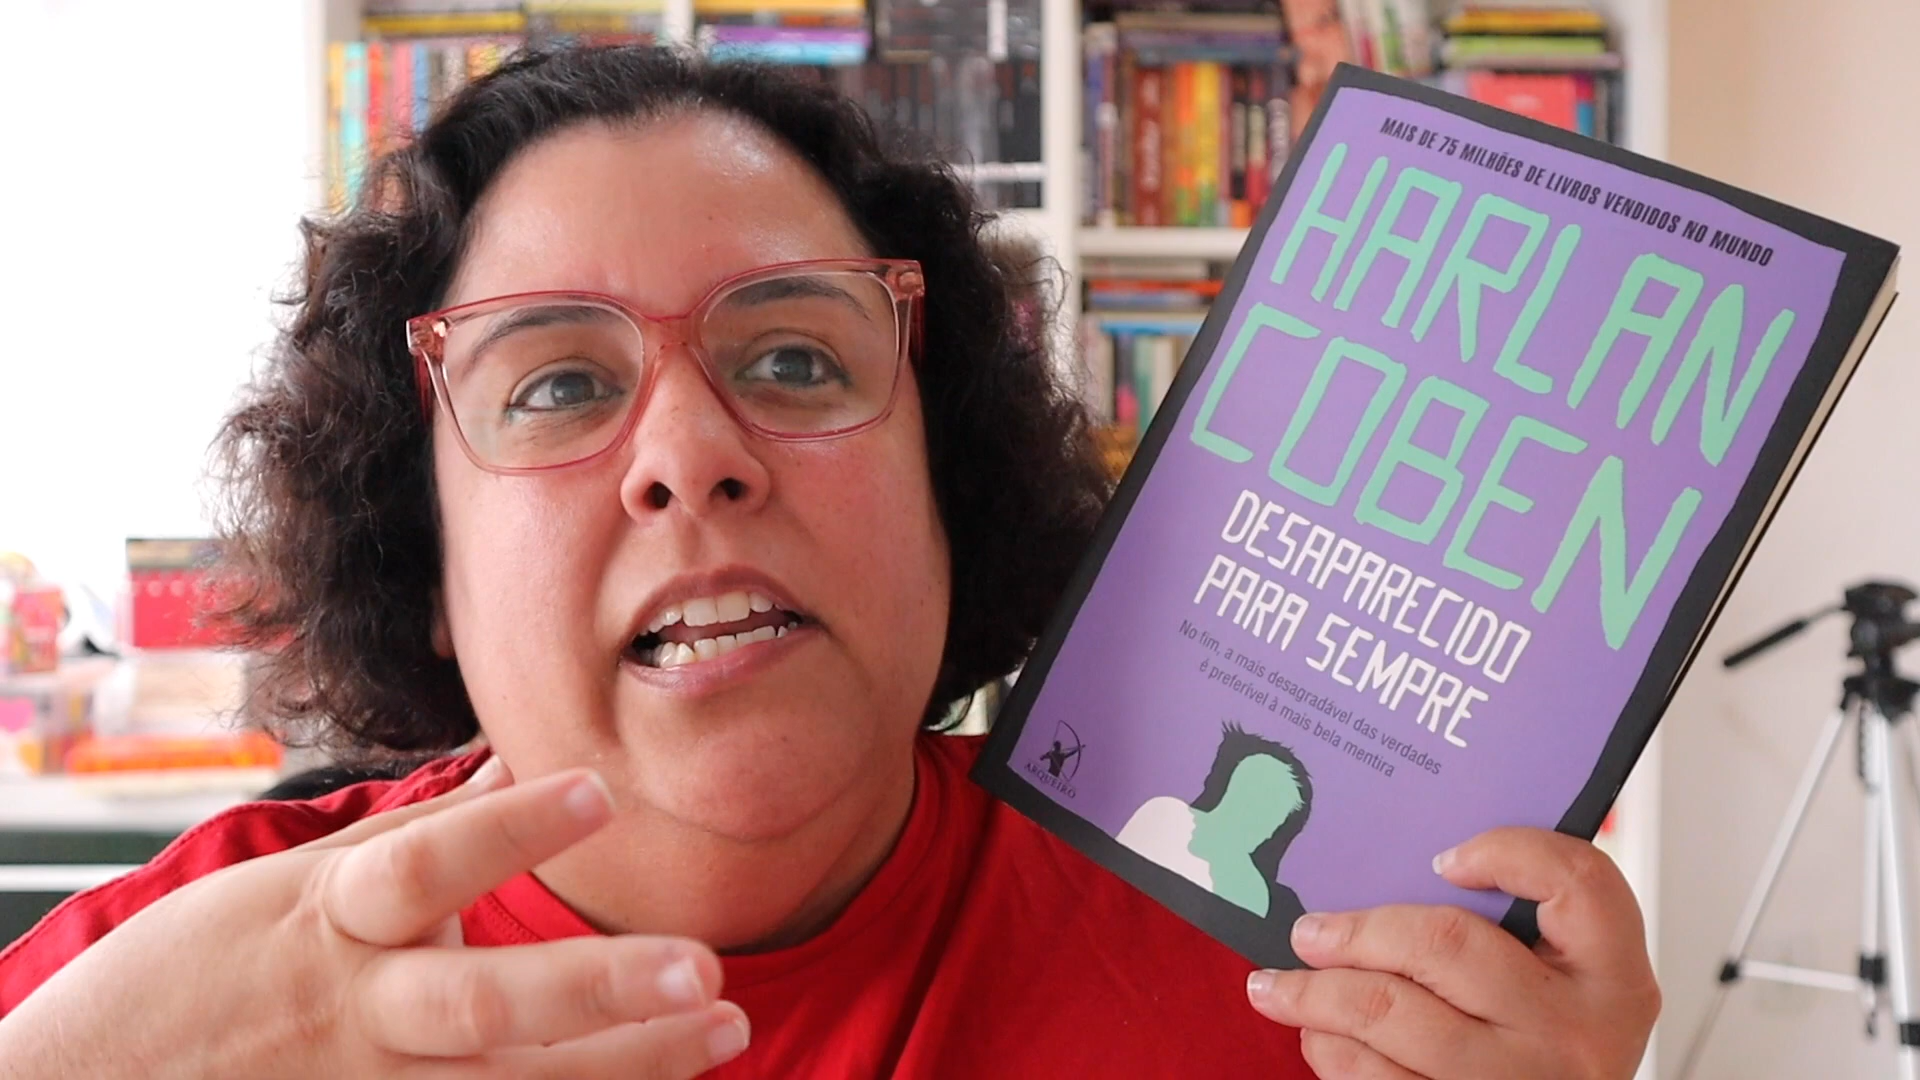 MAIS DE 75 MILHÕES DE LIVROS VENDIDOS NO MUNDO
HARLAN
COBEN
DESAPARECIDO
PARA SEMPRE
No fim, a mais desagradável das verdades
é preferível à mais bela mentira
ARQUEIRO